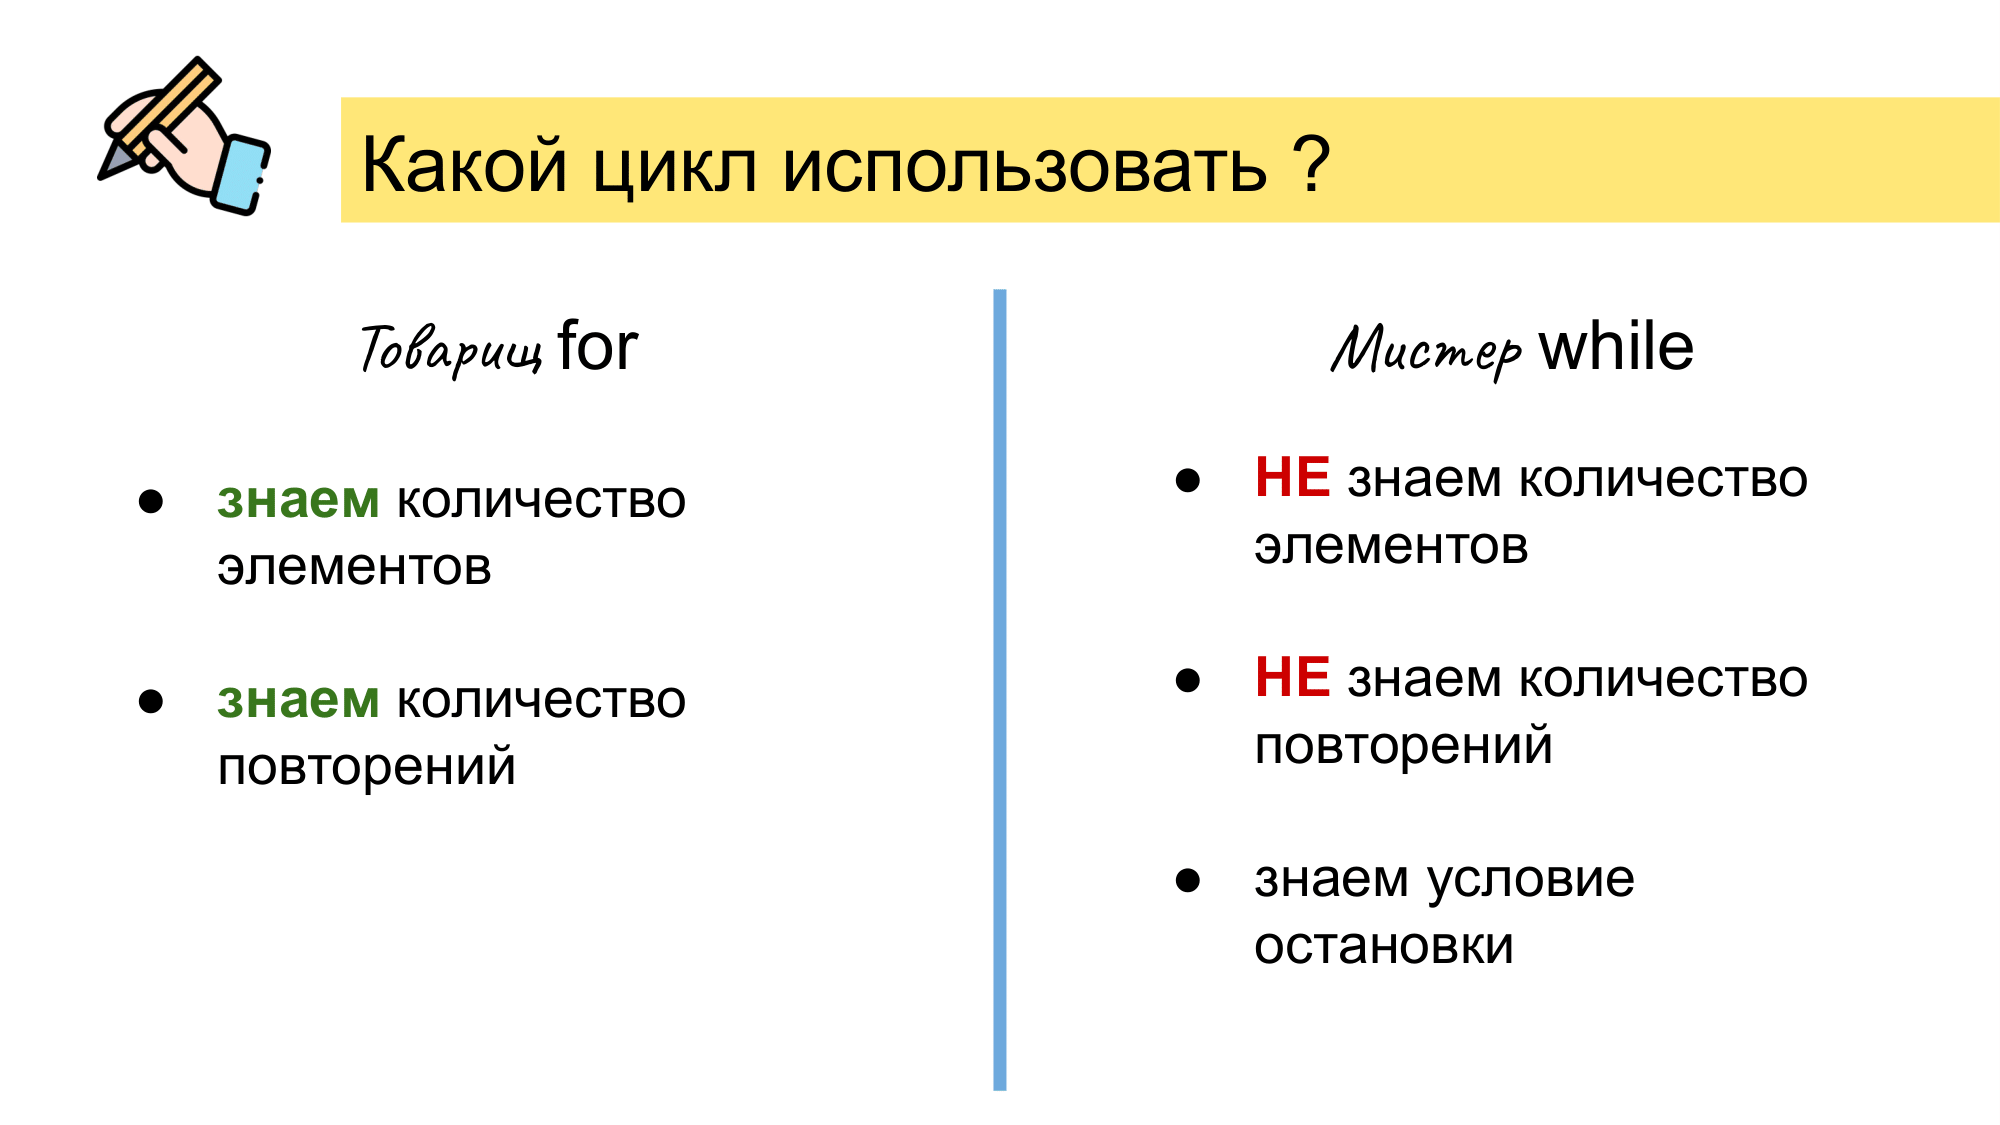 Какой цикл использовать ?
Товарищ for
● знаем количество
элементов
● знаем количество
повторений
Мистер while
● НЕ знаем количество
элементов
● НЕ знаем количество
повторений
● знаем условие
остановки